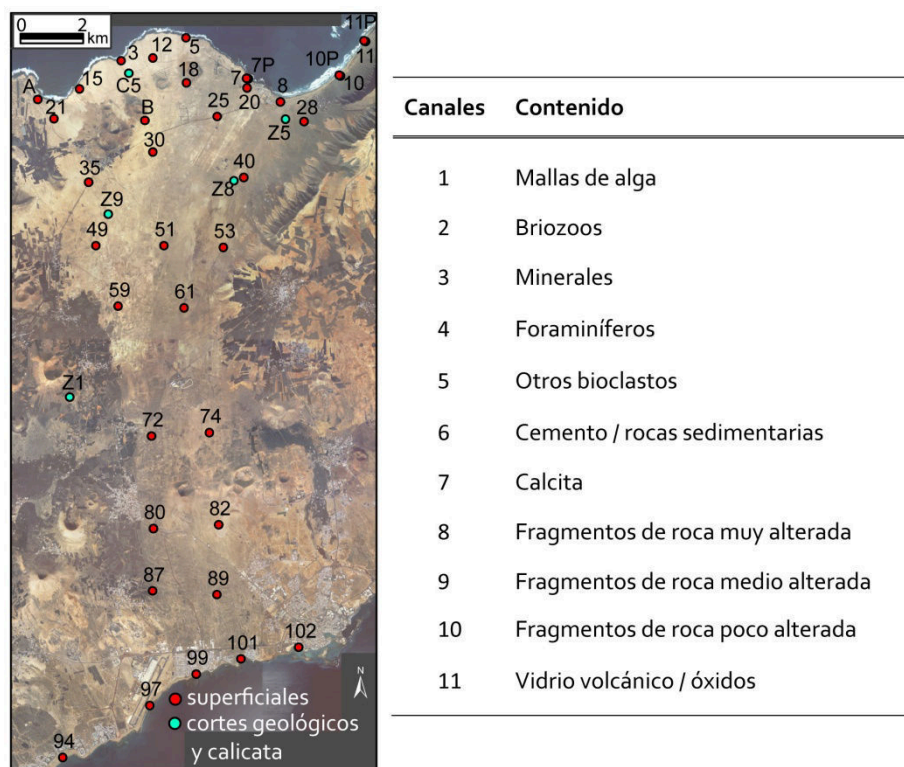 0 2
km
11P
5
12
3
11
10P
C5
7P
18
7
10
15
A
8
20
21
B
25
28
Z5
30
40
35
Z8
Z9
49
51
53
59
61
Z1
72
74
80
82
87
89
102
101
99
97
N
superficiales
cortes geológicos
y calicata
94
Canales Contenido
1 Mallas de alga
2 Briozoos
3 Minerales
4 Foraminíferos
5 Otros bioclastos
6 Cemento / rocas sedimentarias
7 Calcita
8 Fragmentos de roca muy alterada
9 Fragmentos de roca medio alterada
10 Fragmentos de roca poco alterada
11 Vidrio volcánico / óxidos